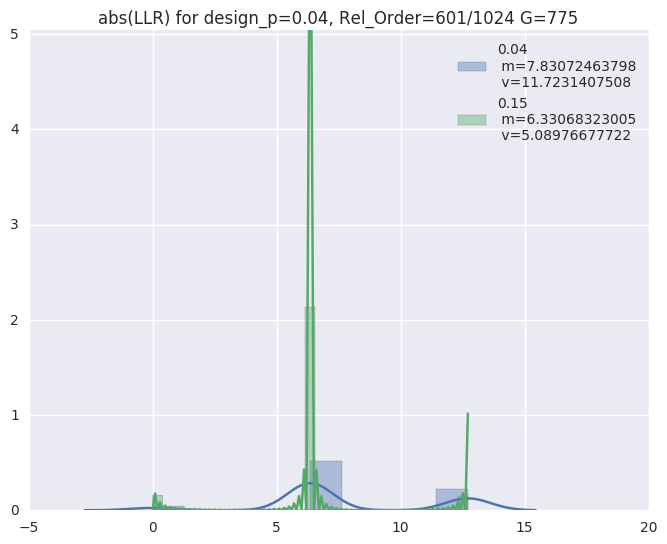 abs(LLR) for design_p=0.04, Rel_Order=601/1024 G=775
0.04
m=7.83072463798
v=11.7231407508
0.15
m=6.33068323005
v=5.08976677722
5
4
3
2
1
0
−5
0
5
10
15
20